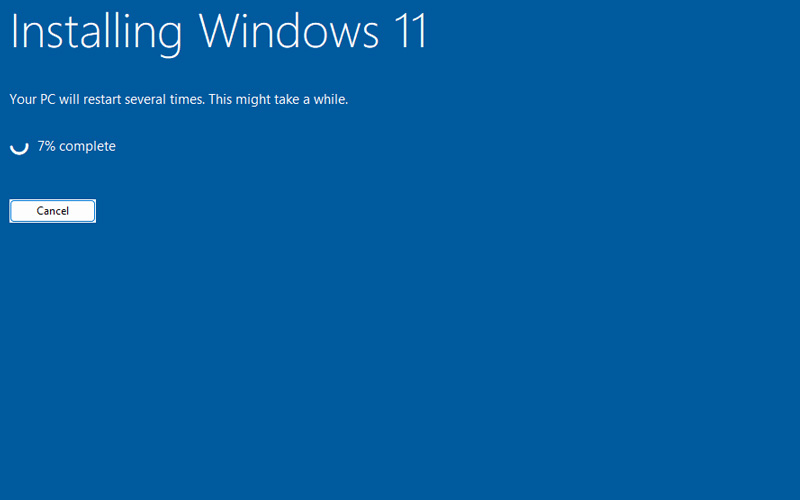 Installing Windows 11
Your PC will restart several times. This might take a while.
7% complete
Cancel